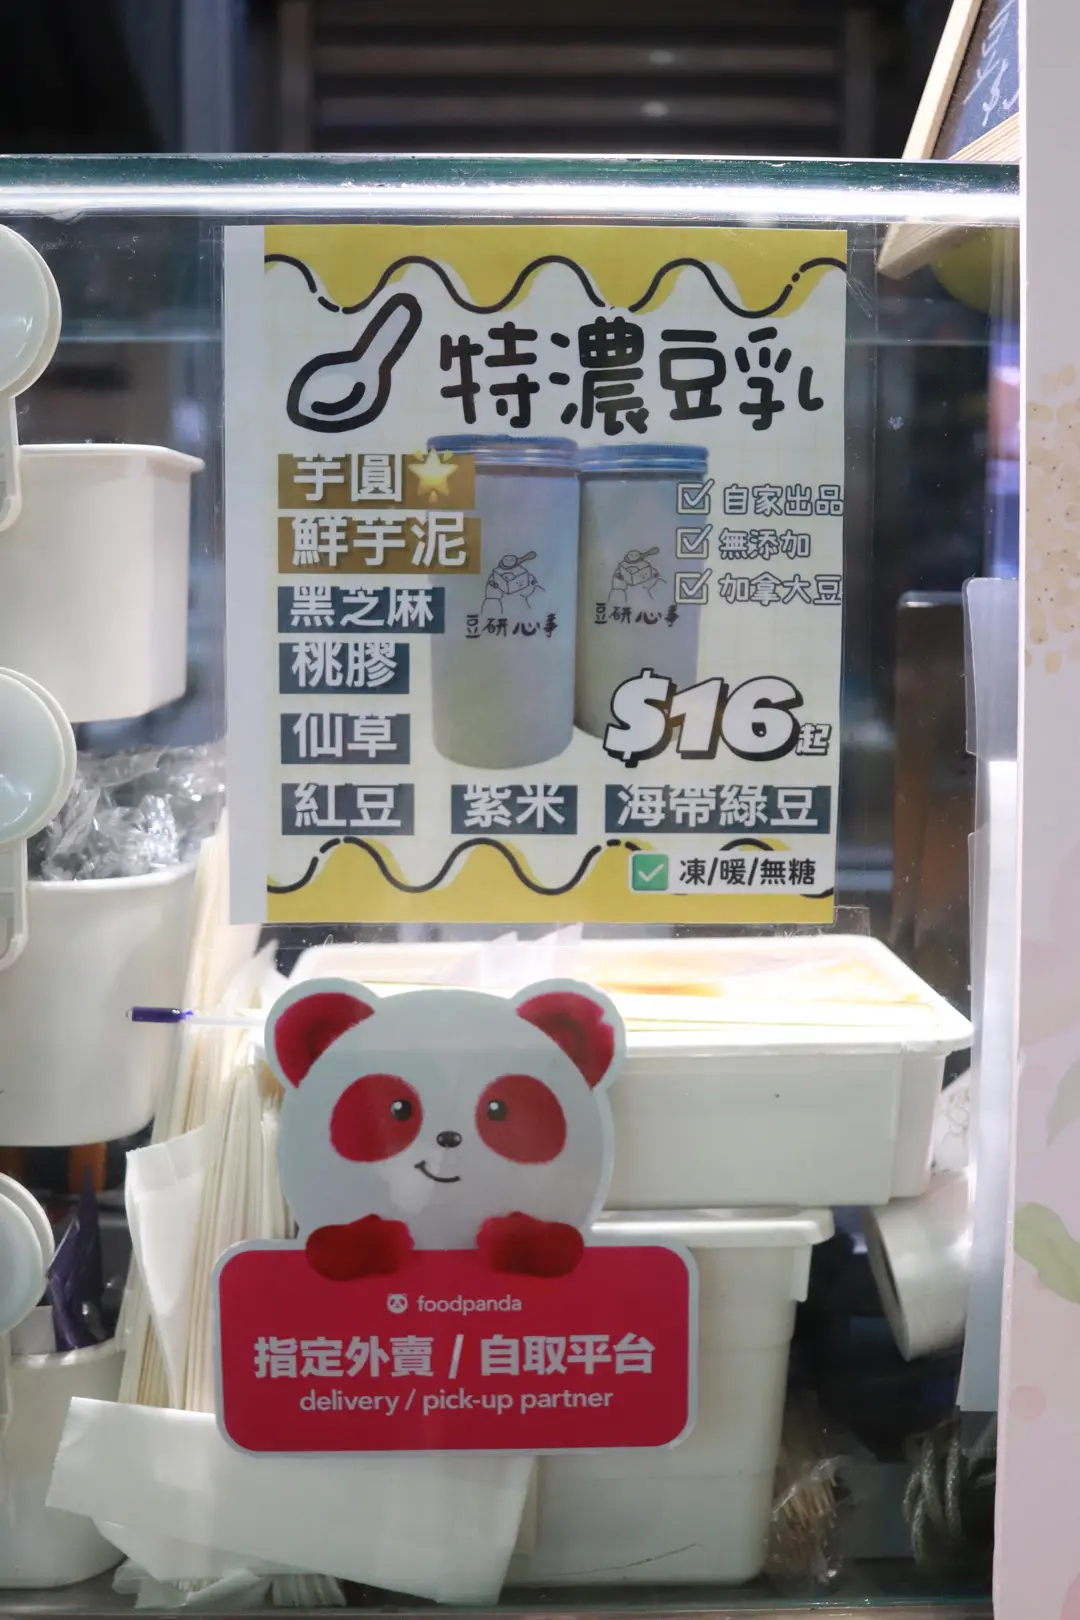 特濃豆乳
芋圓
鮮芋泥
黑芝麻
桃膠
仙草
紅豆 紫米 海帶綠豆
自家出品
無添加
加拿大豆
豆研心事
豆研心事
$16起
凍/暖/無糖
foodpanda
指定外賣 / 自取平台
delivery / pick-up partner